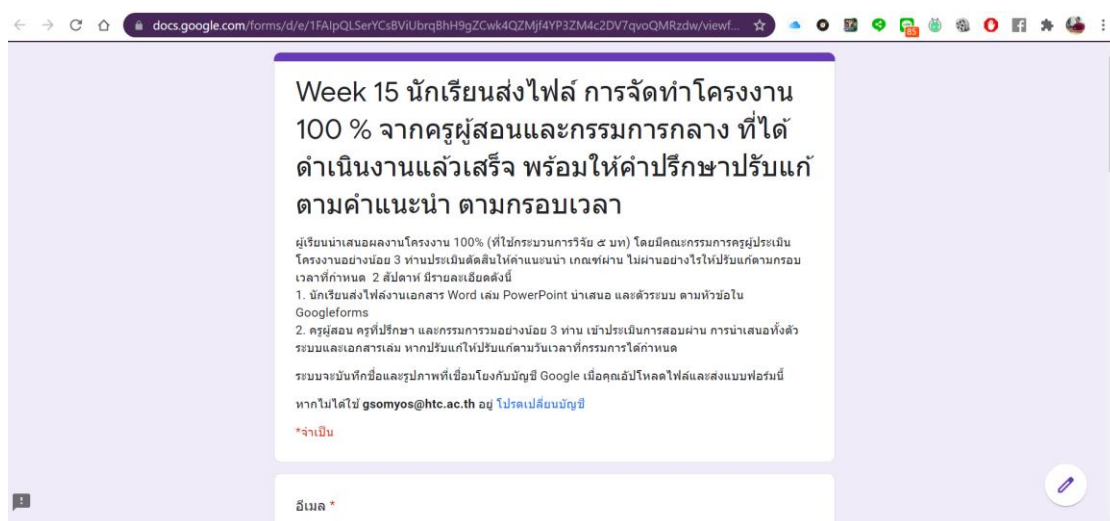 docs.google.com/forms/d/e/1FAIpQLSerYCsBViUbrqBhH9gZCwk4QZMjf4YP3ZM4c2DV7qvoQMRzdw/viewf...
85
Week 15 นักเรียนส่งไฟล์ การจัดทำโครงงาน
100 % จากครูผู้สอนและกรรมการกลาง ที่ได้
ดำเนินงานแล้วเสร็จ พร้อมให้คำปรึกษาปรับแก้
ตามคำแนะนำ ตามกรอบเวลา
ผู้เรียนนำเสนอผลงานโครงงาน 100% (ที่ใช้กระบวนการวิจัย ๕ บท) โดยมีคณะกรรมการครูผู้ประเมิน
โครงงานอย่างน้อย 3 ท่านประเมินตัดสินให้คำแนะนนำ เกณฑ์ผ่าน ไม่ผ่านอย่างไรให้ปรับแก้ตามกรอบ
เวลาที่กำหนด 2 สัปดาห์ มีรายละเอียดดังนี้
1. นักเรียนส่งไฟล์งานเอกสาร Word เล่ม PowerPoint นำเสนอ และตัวระบบ ตามหัวข้อใน
Googleforms
2. ครูผู้สอน ครูที่ปรึกษา และกรรมการรวมอย่างน้อย 3 ท่าน เข้าประเมินการสอบผ่าน การนำเสนอทั้งตัว
ระบบและเอกสารเล่ม หากปรับแก้ให้ปรับแก้ตามวันเวลาที่กรรมการได้กำหนด
ระบบจะบันทึกชื่อและรูปภาพที่เชื่อมโยงกับบัญชี Google เมื่อคุณอัปโหลดไฟล์และส่งแบบฟอร์มนี้
หากไม่ได้ใช้ gsomyos@htc.ac.th อยู่ โปรดเปลี่ยนบัญชี
*จำเป็น
อีเมล *